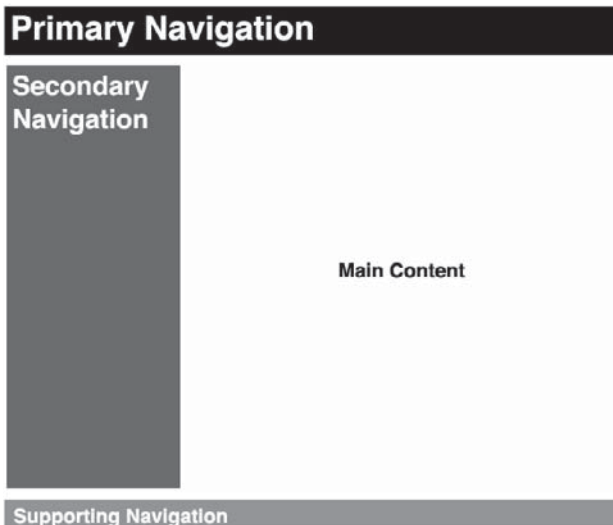 Primary Navigation
Secondary
Navigation
Main Content
Supporting Navigation